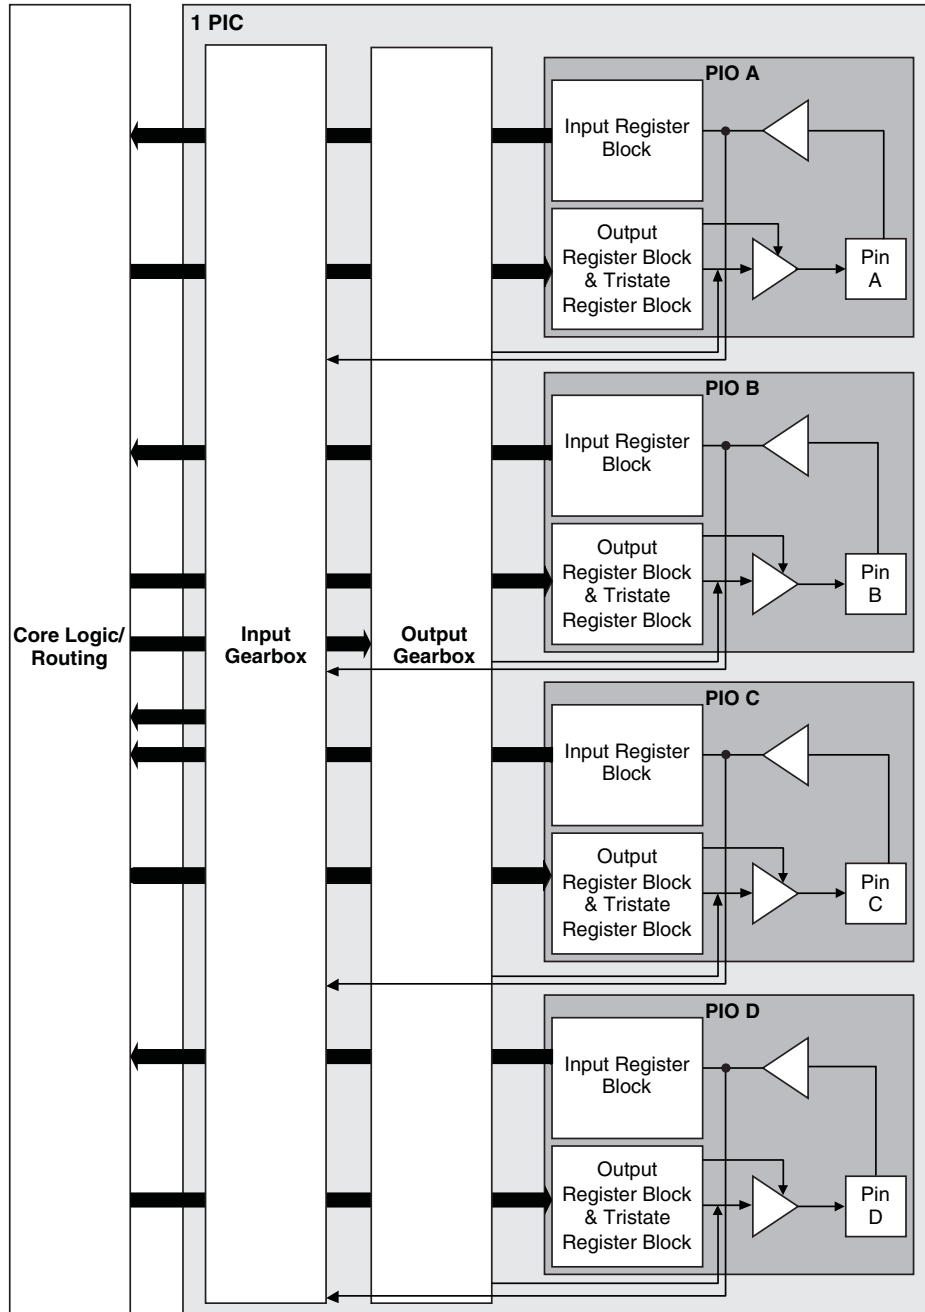 1 PIC
PIO A
Input Register
Block
Output
Register Block
& Tristate
Register Block
Pin
A
PIO B
Input Register
Block
Output
Register Block
& Tristate
Register Block
Pin
B
Core Logic/
Routing
Input
Gearbox
Output
Gearbox
PIO C
Input Register
Block
Output
Register Block
& Tristate
Register Block
Pin
C
PIO D
Input Register
Block
Output
Register Block
& Tristate
Register Block
Pin
D